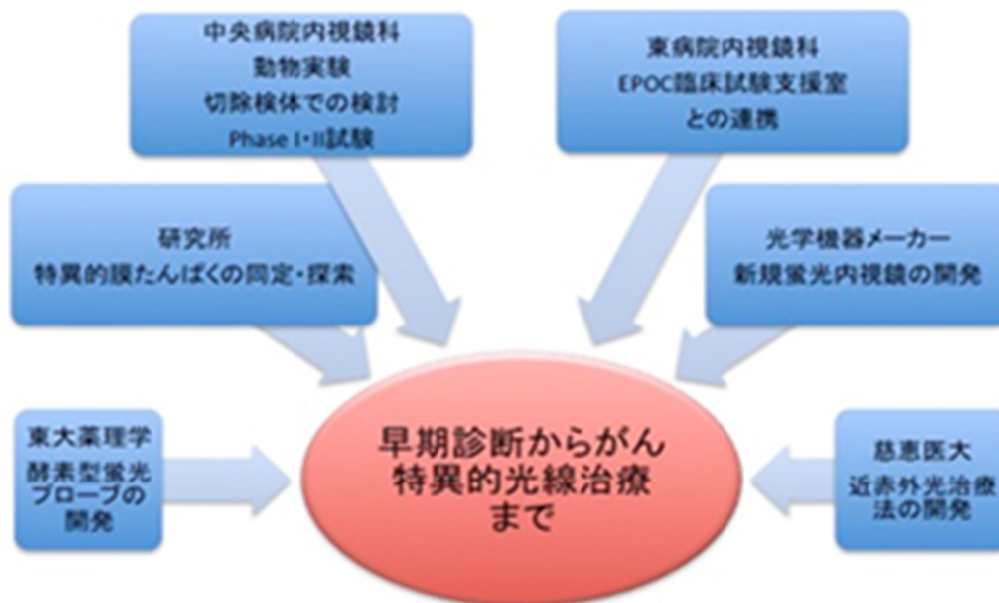 中央病院内視鏡科
動物実験
切除検体での検討
Phase I・II試験
東病院内視鏡科
EPOC臨床試験支援室
との連携
研究所
特異的膜たんぱくの同定・探索
光学機器メーカー
新規蛍光内視鏡の開発
東大薬理学
酵素型蛍光
プローブの
開発
早期診断からがん
特異的光線治療
まで
慈恵医大
近赤外光治療
法の開発